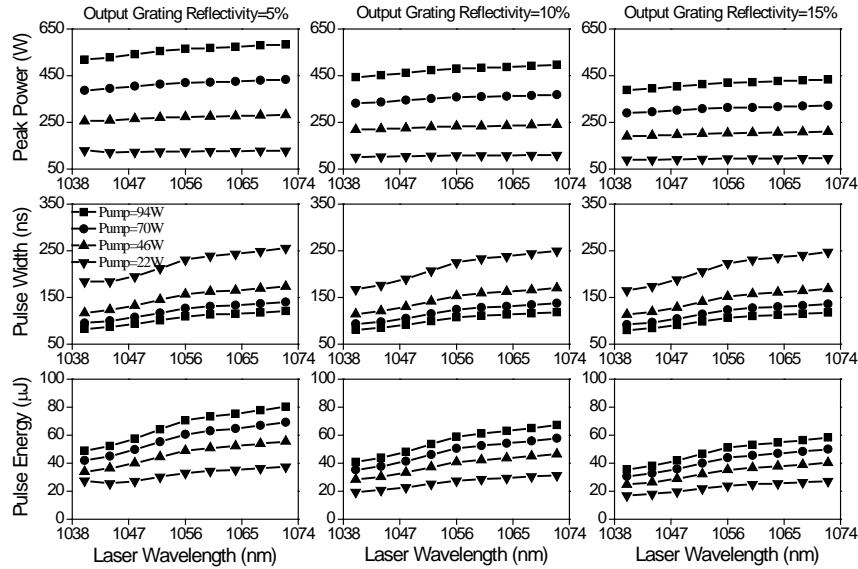 Output Grating Reflectivity=5%
Output Grating Reflectivity=10%
Output Grating Reflectivity=15%
Peak Power (W)
650
450
250
50
1038 1047 1056 1065 1074
650
450
250
50
1038 1047 1056 1065 1074
650
450
250
50
1038 1047 1056 1065 1074
Pulse Width (ns)
350
250
150
50
Pump=94W
Pump=70W
Pump=46W
Pump=22W
1038 1047 1056 1065 1074
350
250
150
50
1038 1047 1056 1065 1074
350
250
150
50
1038 1047 1056 1065 1074
Pulse Energy (μJ)
100
80
60
40
20
0
1038 1047 1056 1065 1074
Laser Wavelength (nm)
100
80
60
40
20
0
1038 1047 1056 1065 1074
Laser Wavelength (nm)
100
80
60
40
20
0
1038 1047 1056 1065 1074
Laser Wavelength (nm)